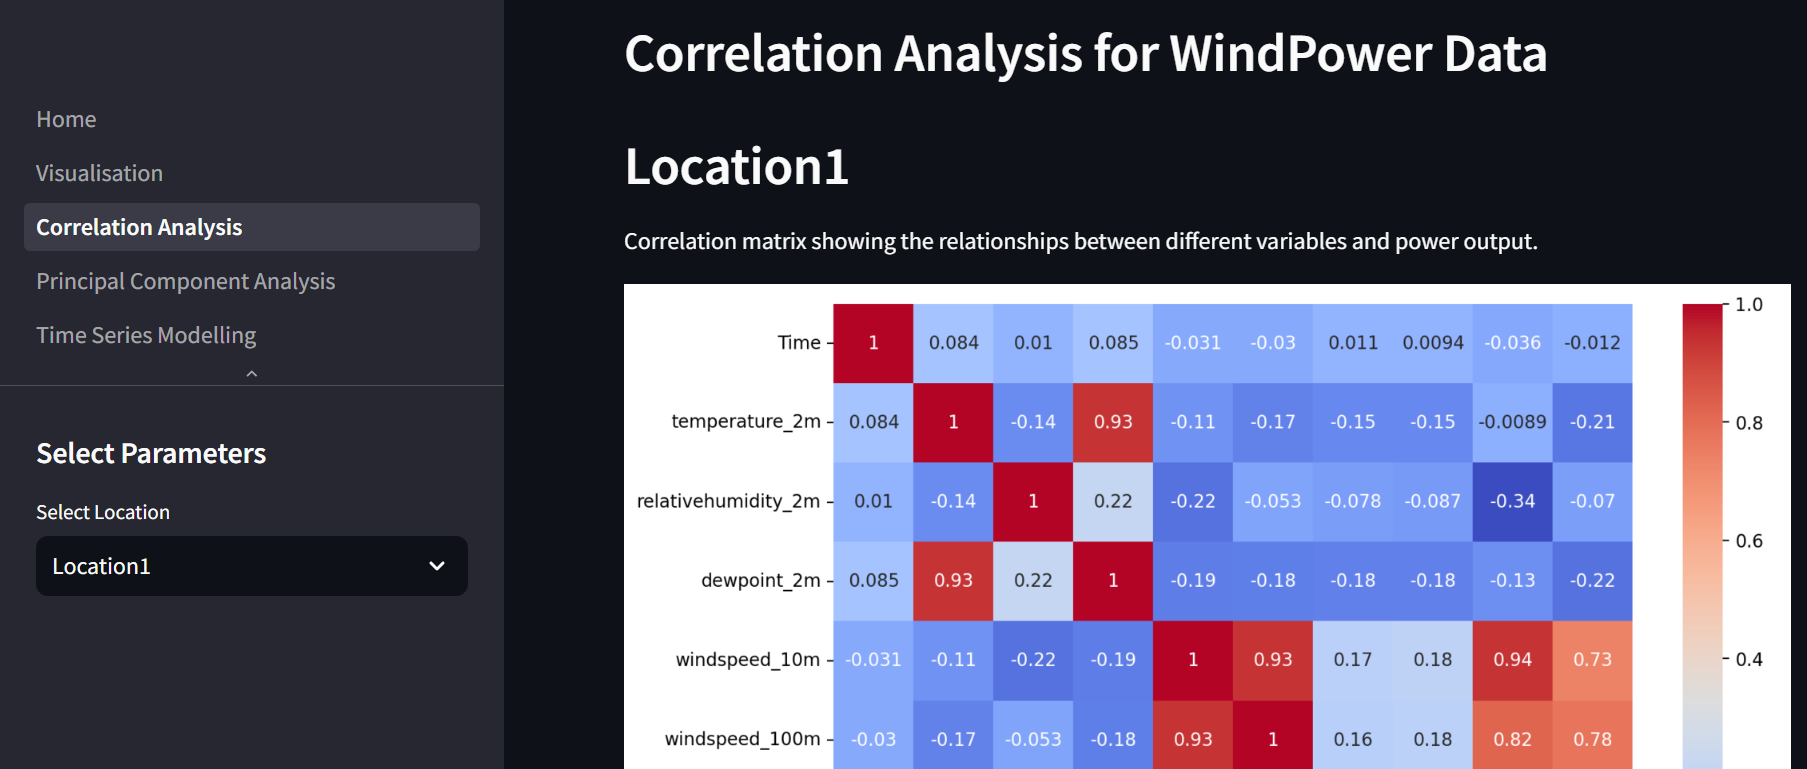 Home
Visualisation
Correlation Analysis
Principal Component Analysis
Time Series Modelling
Select Parameters
Select Location
Location1
Correlation Analysis for WindPower Data
Location1
Correlation matrix showing the relationships between different variables and power output.
Time 1 0.084 0.01 0.085 -0.031 -0.03 0.011 0.0094 -0.036 -0.012
temperature_2m 0.084 1 -0.14 0.93 -0.11 -0.17 -0.15 -0.15 -0.0089 -0.21
relativehumidity_2m 0.01 -0.14 1 0.22 -0.22 -0.053 -0.078 -0.087 -0.34 -0.07
dewpoint_2m 0.085 0.93 0.22 1 -0.19 -0.18 -0.18 -0.18 -0.13 -0.22
windspeed_10m -0.031 -0.11 -0.22 -0.19 1 0.93 0.17 0.18 0.94 0.73
windspeed_100m -0.03 -0.17 -0.053 -0.18 0.93 1 0.16 0.18 0.82 0.78
1.0
0.8
0.6
0.4